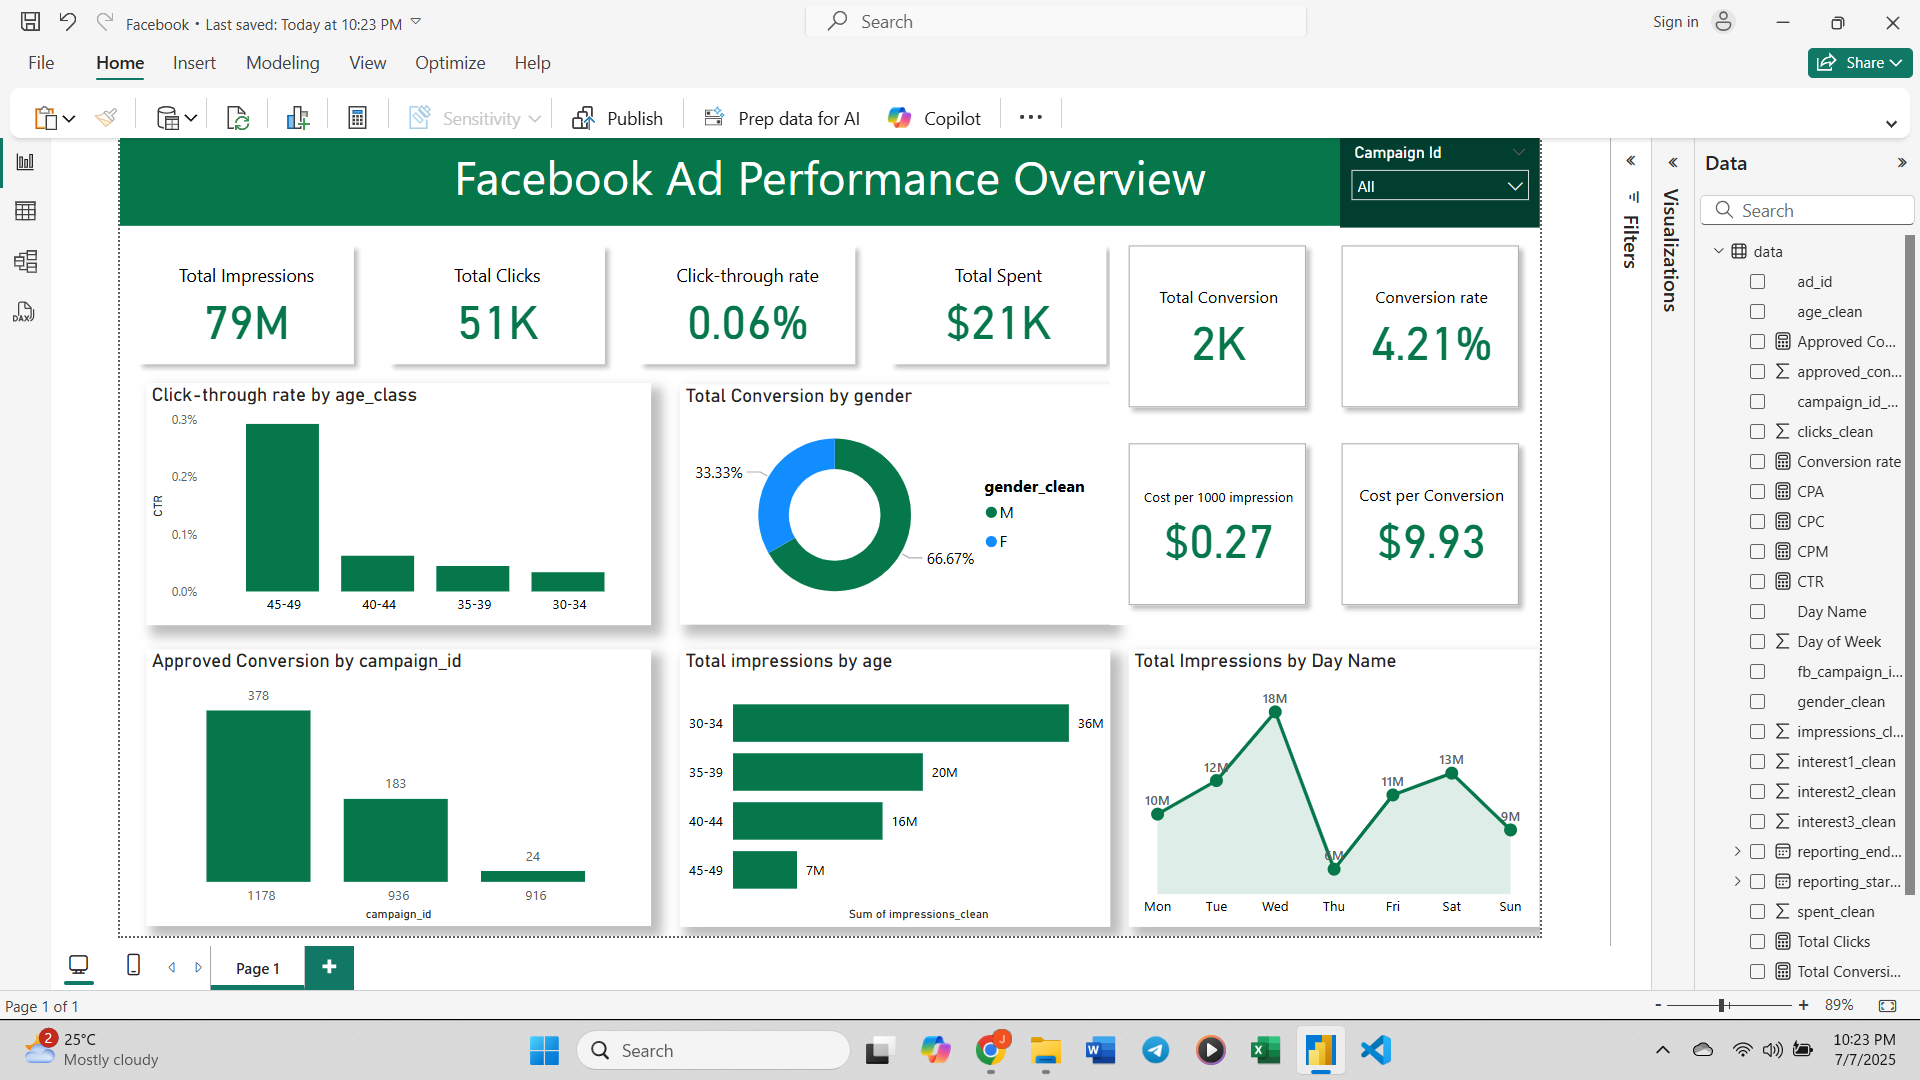 Facebook • Last saved: Today at 10:23 PM
Search
Sign in
File Home Insert Modeling View Optimize Help
Share
Sensitivity Publish Prep data for AI Copilot
Facebook Ad Performance Overview
Campaign Id
All
Total Impressions
79M
Total Clicks
51K
Click-through rate
0.06%
Total Spent
$21K
Total Conversion
2K
Conversion rate
4.21%
Click-through rate by age_class
0.3%
0.2%
0.1%
0.0%
CTR
45-49 40-44 35-39 30-34
Total Conversion by gender
33.33%
66.67%
gender_clean
M
F
Cost per 1000 impression
$0.27
Cost per Conversion
$9.93
Approved Conversion by campaign_id
378
183
24
1178 936 916
campaign_id
Total impressions by age
30-34 36M
35-39 20M
40-44 16M
45-49 7M
Sum of impressions_clean
Total Impressions by Day Name
10M 12M 18M 6M 11M 13M 9M
Mon Tue Wed Thu Fri Sat Sun
Filters
Visualizations
Data
Search
data
ad_id
age_clean
Approved Co...
approved_con...
campaign_id_...
clicks_clean
Conversion rate
CPA
CPC
CPM
CTR
Day Name
Day of Week
fb_campaign_i...
gender_clean
impressions_cl...
interest1_clean
interest2_clean
interest3_clean
reporting_end...
reporting_star...
spent_clean
Total Clicks
Total Conversi...
DAX
Page 1
Page 1 of 1
- + 89%
2
25°C
Mostly cloudy
Search
J
10:23 PM
7/7/2025